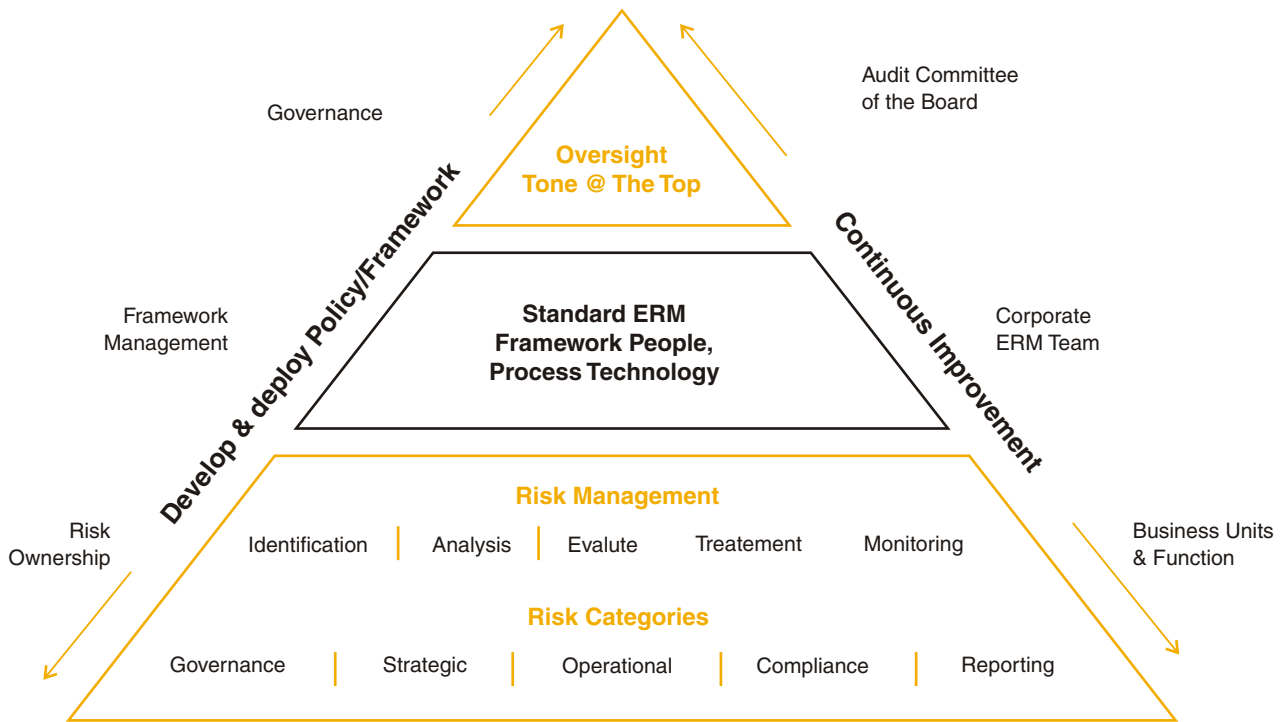 Governance
Audit Committee
of the Board
Oversight
Tone @ The Top
Develop & deploy Policy/Framework
Continuous Improvement
Framework
Management
Standard ERM
Framework People,
Process Technology
Corporate
ERM Team
Risk
Ownership
Risk Management
Identification | Analysis | Evalute Treatement Monitoring
Business Units
& Function
Risk Categories
Governance | Strategic | Operational | Compliance | Reporting